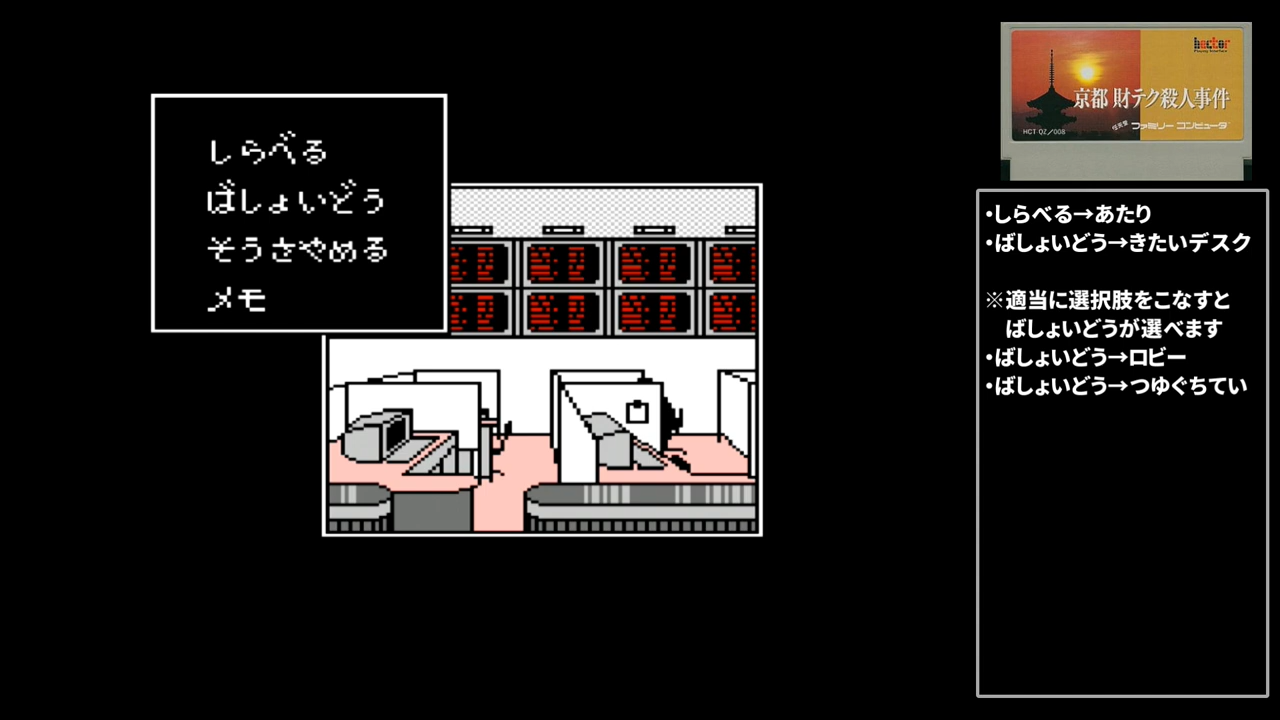 しらべる
ばしょいどう
そうさやめる
メモ
hector
Playing Interface
京都 財テク殺人事件
HCT QZ/008
ファミリー コンピュータ
•しらべる→あたり
•ばしょいどう→きたいデスク
※適当に選択肢をこなすと
ばしょいどうが選べます
•ばしょいどう→ロビー
•ばしょいどう→つゆぐちてい